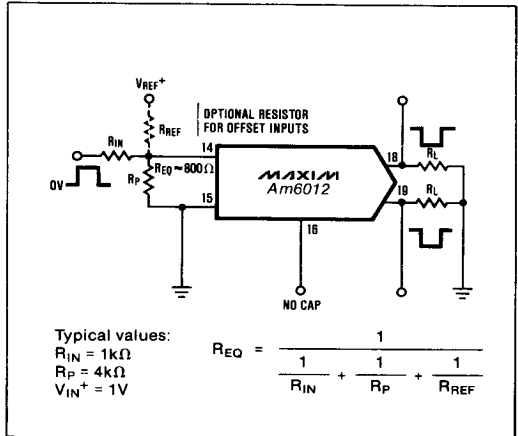 VREF+
RREF
OPTIONAL RESISTOR
FOR OFFSET INPUTS
RIN
14
REQ ~ 800Ω
0V
RP
15
MAXIM
Am6012
16
18
RL
19
RL
NO CAP
Typical values:
RIN = 1kΩ
RP = 4kΩ
VIN+ = 1V
REQ = 1
1 + 1 + 1
RIN RP RREF